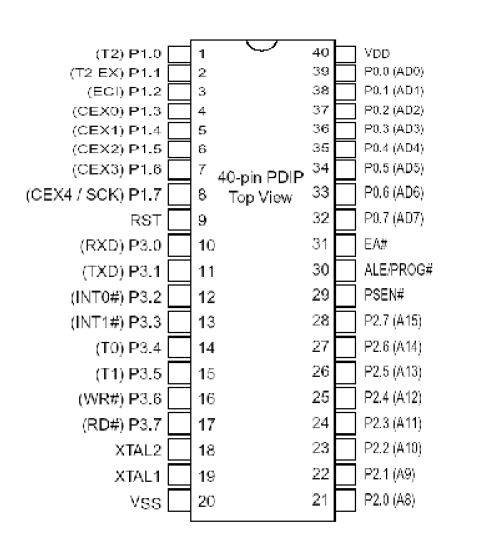 (T2) P1.0 1 40 VDD
(T2 EX) P1.1 2 39 P0.0 (AD0)
(ECI) P1.2 3 38 P0.1 (AD1)
(CEX0) P1.3 4 37 P0.2 (AD2)
(CEX1) P1.4 5 36 P0.3 (AD3)
(CEX2) P1.5 6 35 P0.4 (AD4)
(CEX3) P1.6 7 34 P0.5 (AD5)
40-pin PDIP
(CEX4 / SCK) P1.7 8 33 P0.6 (AD6)
Top View
RST 9 32 P0.7 (AD7)
(RXD) P3.0 10 31 EA#
(TXD) P3.1 11 30 ALE/PROG#
(INT0#) P3.2 12 29 PSEN#
(INT1#) P3.3 13 28 P2.7 (A15)
(T0) P3.4 14 27 P2.6 (A14)
(T1) P3.5 15 26 P2.5 (A13)
(WR#) P3.6 16 25 P2.4 (A12)
(RD#) P3.7 17 24 P2.3 (A11)
XTAL2 18 23 P2.2 (A10)
XTAL1 19 22 P2.1 (A9)
VSS 20 21 P2.0 (A8)